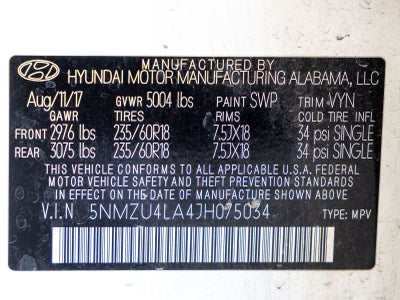 MANUFACTURED BY
HYUNDAI MOTOR MANUFACTURING ALABAMA, LLC
Aug/11/17 GVWR 5004 lbs PAINT SWP TRIM VYN
GAWR TIRES RIMS COLD TIRE INFL
FRONT 2976 lbs 235/60R18 7.5JX18 34 psi SINGLE
REAR 3075 lbs 235/60R18 7.5JX18 34 psi SINGLE
THIS VEHICLE CONFORMS TO ALL APPLICABLE U.S.A. FEDERAL
MOTOR VEHICLE SAFETY, BUMPER AND THEFT PREVENTION STANDARDS
IN EFFECT ON THE DATE OF MANUFACTURE SHOWN ABOVE.
V.I.N 5NMZU4LA4JH075034 TYPE: MPV